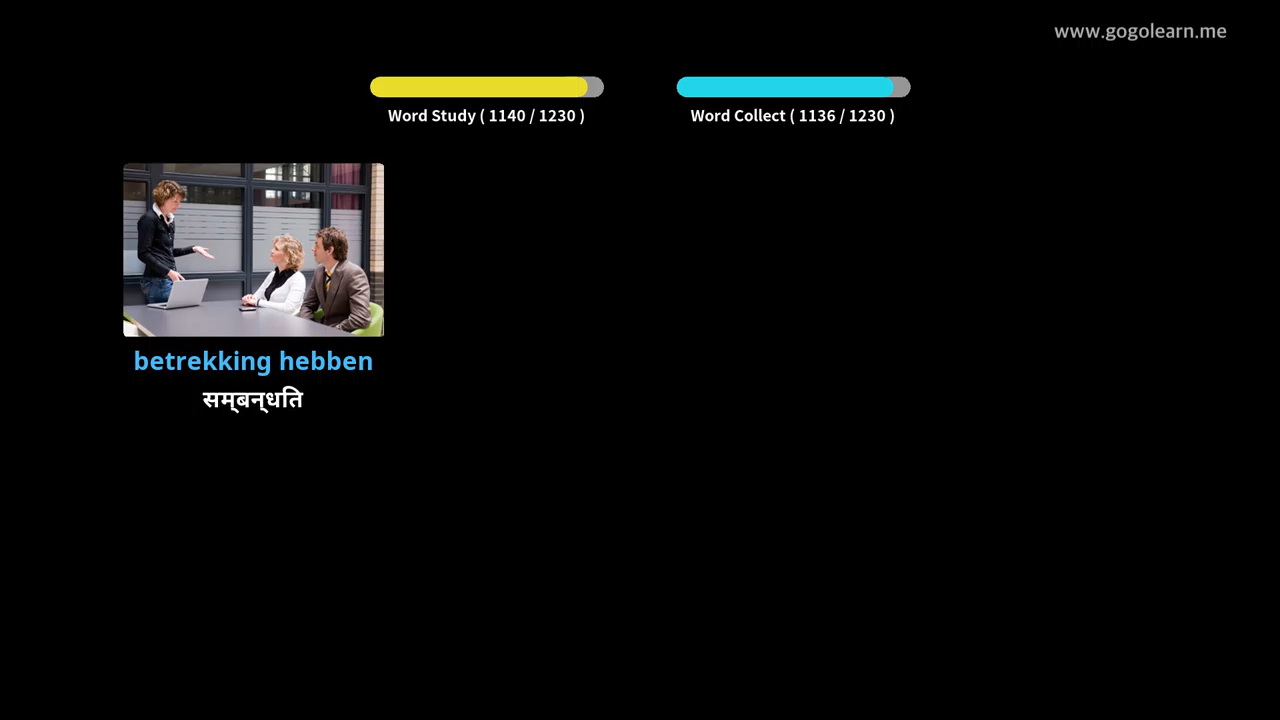 www.gogolearn.me
Word Study ( 1140 / 1230 )
Word Collect ( 1136 / 1230 )
betrekking hebben
सम्बन्धति